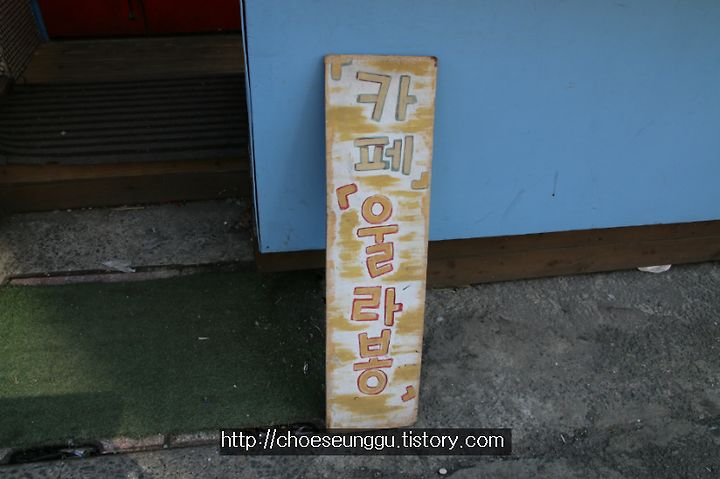 「카페」
「울라봉」
http://choeseunggu.tistory.com